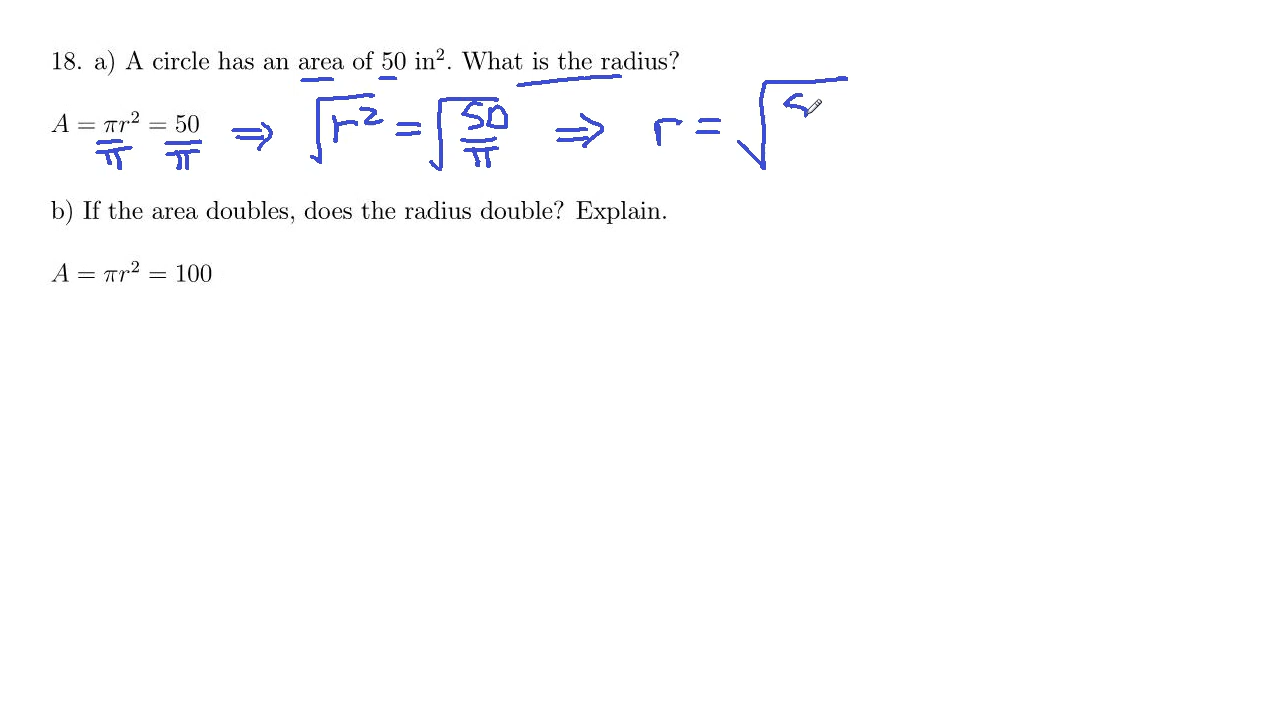 18. a) A circle has an area of 50 in². What is the radius?
A = πr² = 50 ⇒ √r² = √50/π ⇒ r = √5
π π
b) If the area doubles, does the radius double? Explain.
A = πr² = 100